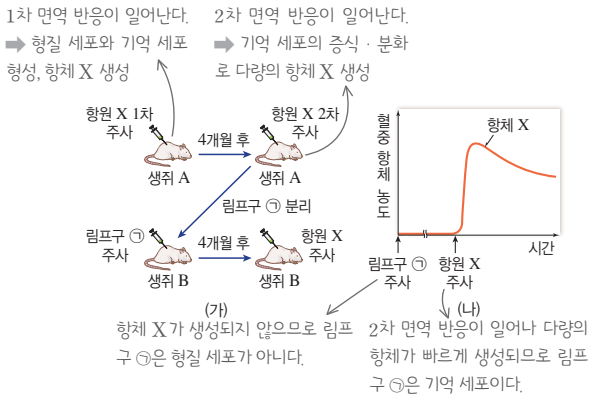 1차 면역 반응이 일어난다.
➡ 형질 세포와 기억 세포
형성, 항체 X 생성
2차 면역 반응이 일어난다.
➡ 기억 세포의 증식 · 분화
로 다량의 항체 X 생성
항원 X 1차
주사
생쥐 A
4개월 후
항원 X 2차
주사
생쥐 A
림프구 ㉠ 분리
림프구 ㉠
주사
생쥐 B
4개월 후
항원 X
주사
생쥐 B
(가)
혈중 항체 농도
항체 X
시간
림프구 ㉠
주사
항원 X
주사
(나)
항체 X가 생성되지 않으므로 림프
구 ㉠은 형질 세포가 아니다.
2차 면역 반응이 일어나 다량의
항체가 빠르게 생성되므로 림프
구 ㉠은 기억 세포이다.